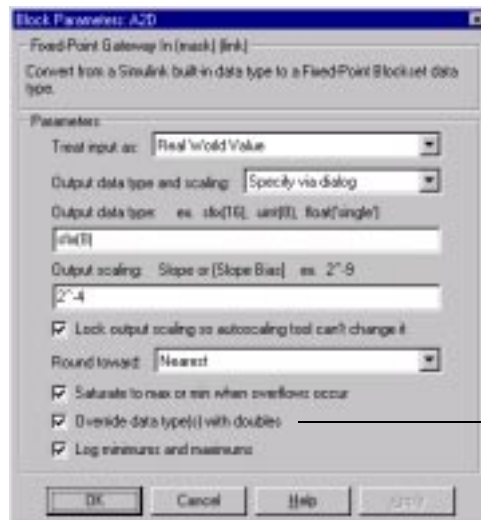 Block Parameters: A2D
Fixed-Point Gateway In (mask) (link)
Convert from a Simulink built-in data type to a Fixed-Point Blockset data
type.
Parameters
Treat input as: Real World Value
Output data type and scaling: Specify via dialog
Output data type: ex. sfix(16), uint(8), float('single')
sfix(8)
Output scaling: Slope or [Slope Bias] ex. 2^-9
2^-4
Lock output scaling so autoscaling tool can't change it
Round toward: Nearest
Saturate to max or min when overflows occur
Override data type(s) with doubles
Log minimums and maximums
OK Cancel Help Apply